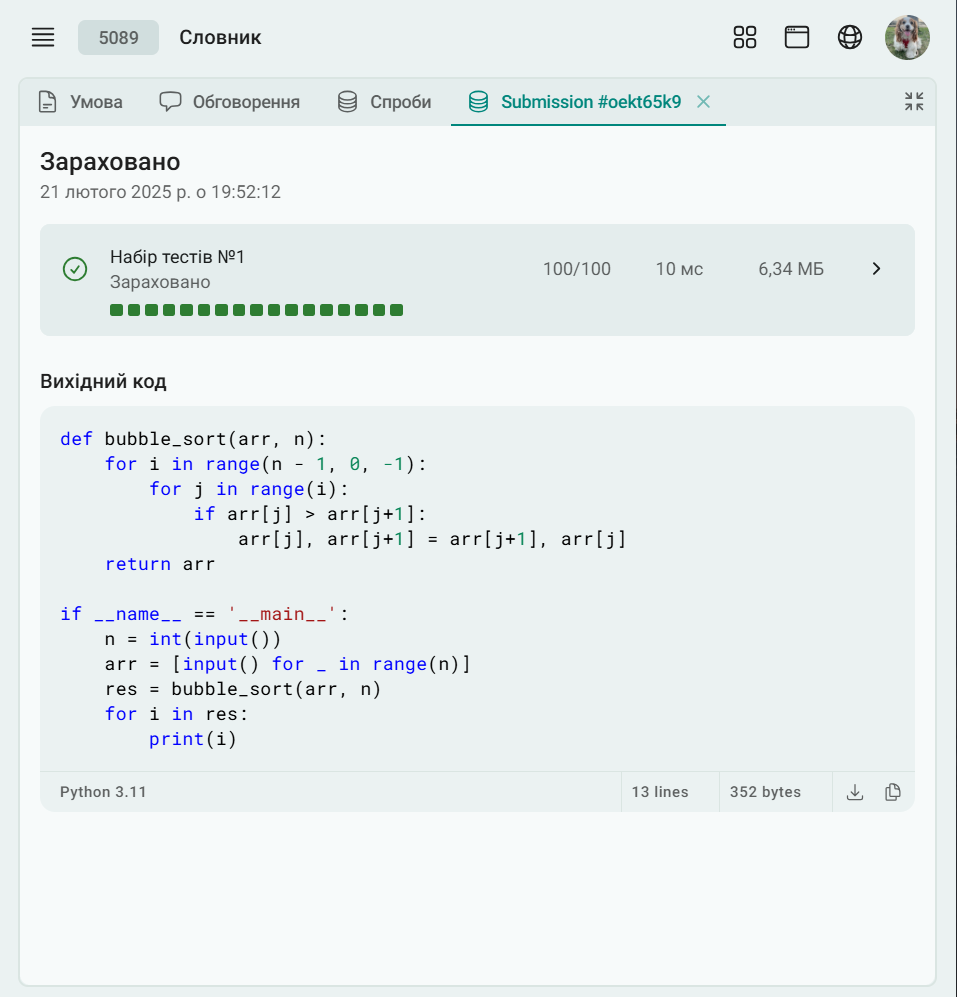 5089 Словник
Умова Обговорення Спроби Submission #oekt65k9
Зараховано
21 лютого 2025 р. о 19:52:12
Набір тестів №1
Зараховано
100/100 10 мс 6,34 МБ
Вихідний код
def bubble_sort(arr, n):
    for i in range(n - 1, 0, -1):
        for j in range(i):
            if arr[j] > arr[j+1]:
                arr[j], arr[j+1] = arr[j+1], arr[j]
    return arr

if __name__ == '__main__':
    n = int(input())
    arr = [input() for _ in range(n)]
    res = bubble_sort(arr, n)
    for i in res:
        print(i)
Python 3.11 13 lines 352 bytes